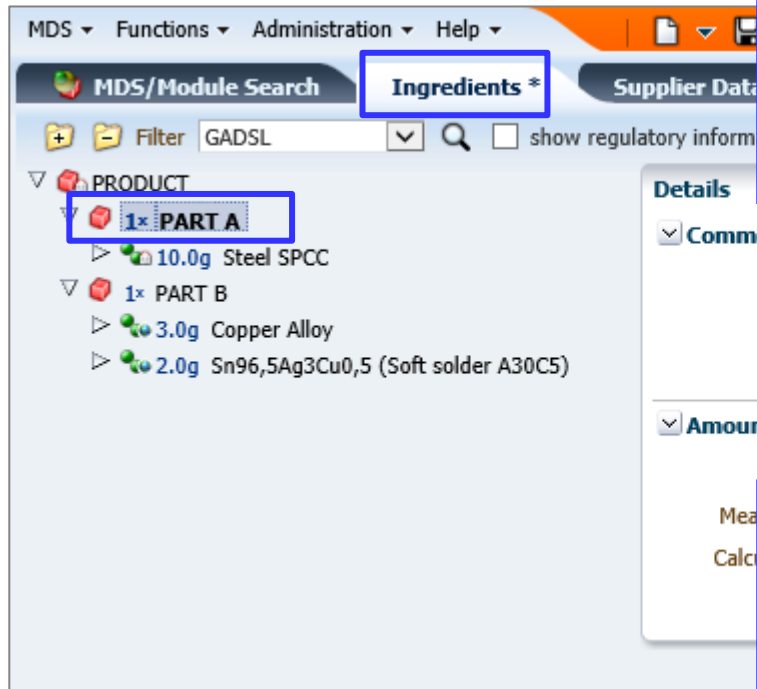 MDS Functions Administration Help
MDS/Module Search Ingredients * Supplier Data
Filter GADSL show regulatory inform
PRODUCT
1x PART A
10.0g Steel SPCC
1x PART B
3.0g Copper Alloy
2.0g Sn96,5Ag3Cu0,5 (Soft solder A30C5)
Details
Comm
Amour
Mea
Calc